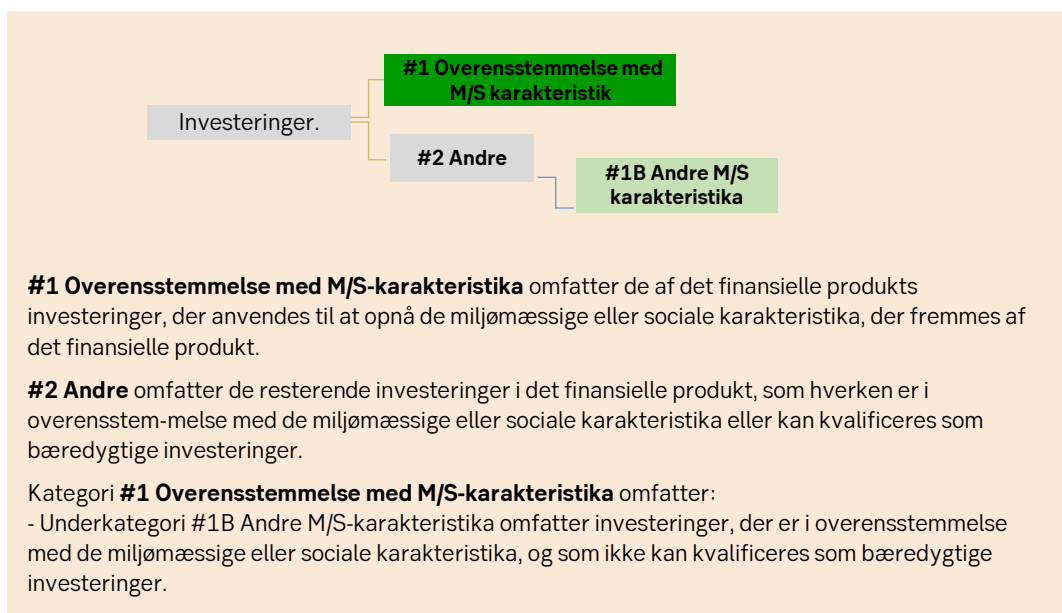 #1 Overensstemmelse med
M/S karakteristik
Investeringer.
#2 Andre
#1B Andre M/S
karakteristika
#1 Overensstemmelse med M/S-karakteristika omfatter de af det finansielle produkts
investeringer, der anvendes til at opnå de miljømæssige eller sociale karakteristika, der fremmes af
det finansielle produkt.
#2 Andre omfatter de resterende investeringer i det finansielle produkt, som hverken er i
overensstem-melse med de miljømæssige eller sociale karakteristika eller kan kvalificeres som
bæredygtige investeringer.
Kategori #1 Overensstemmelse med M/S-karakteristika omfatter:
- Underkategori #1B Andre M/S-karakteristika omfatter investeringer, der er i overensstemmelse
med de miljømæssige eller sociale karakteristika, og som ikke kan kvalificeres som bæredygtige
investeringer.